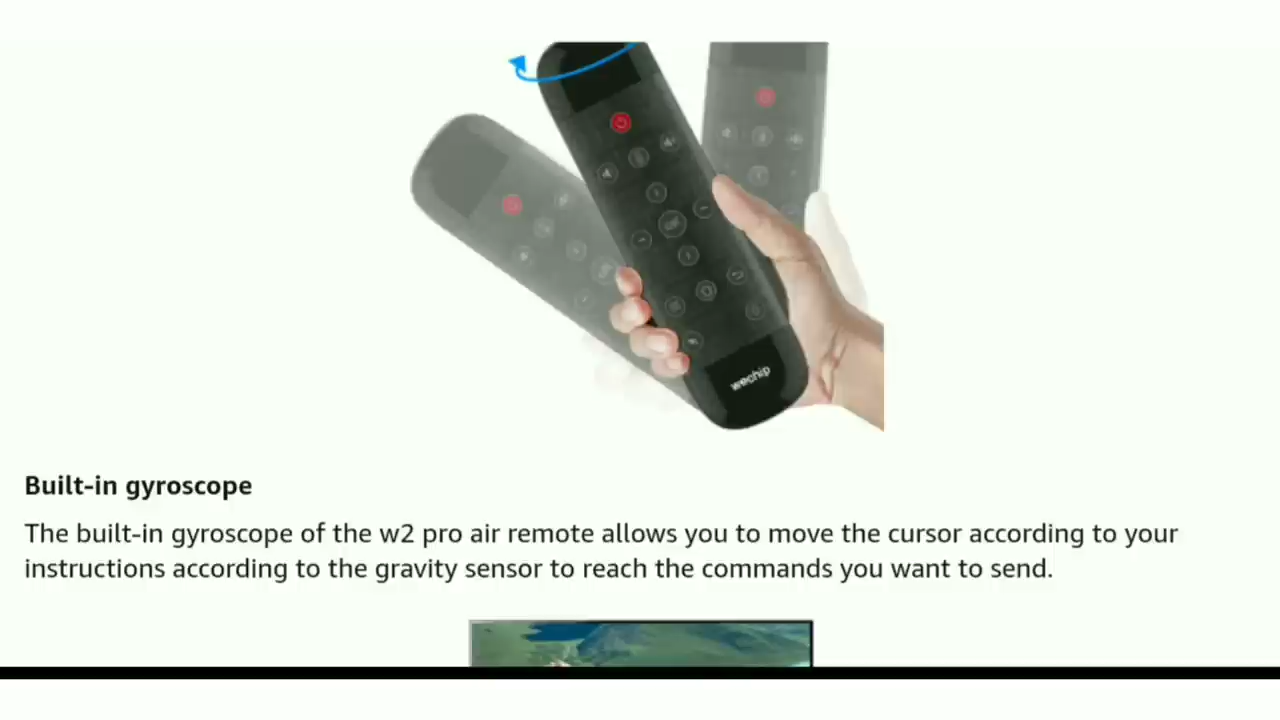 wechip
Built-in gyroscope
The built-in gyroscope of the w2 pro air remote allows you to move the cursor according to your
instructions according to the gravity sensor to reach the commands you want to send.